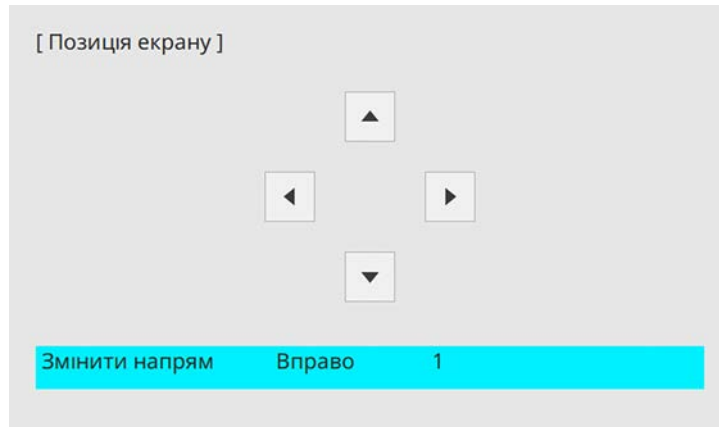 [ Позиція екрану ]
Змінити напрям Вправо 1